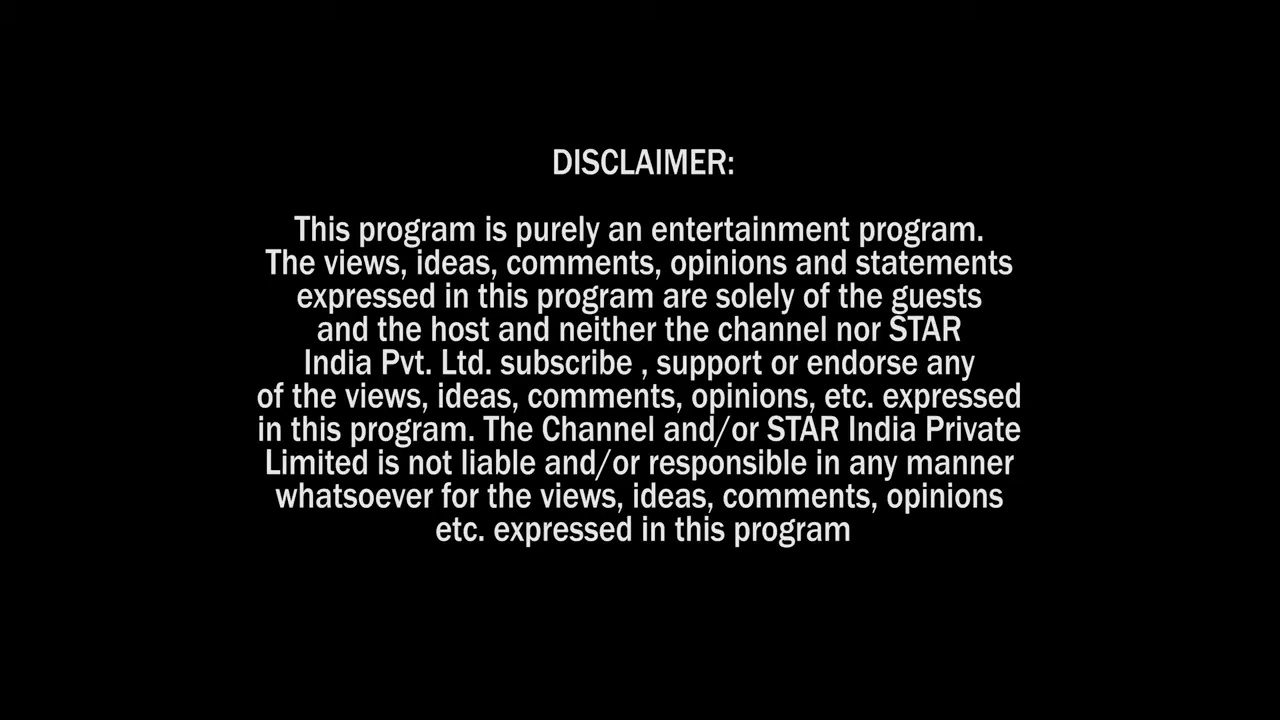 DISCLAIMER:
This program is purely an entertainment program.
The views, ideas, comments, opinions and statements
expressed in this program are solely of the guests
and the host and neither the channel nor STAR
India Pvt. Ltd. subscribe , support or endorse any
of the views, ideas, comments, opinions, etc. expressed
in this program. The Channel and/or STAR India Private
Limited is not liable and/or responsible in any manner
whatsoever for the views, ideas, comments, opinions
etc. expressed in this program